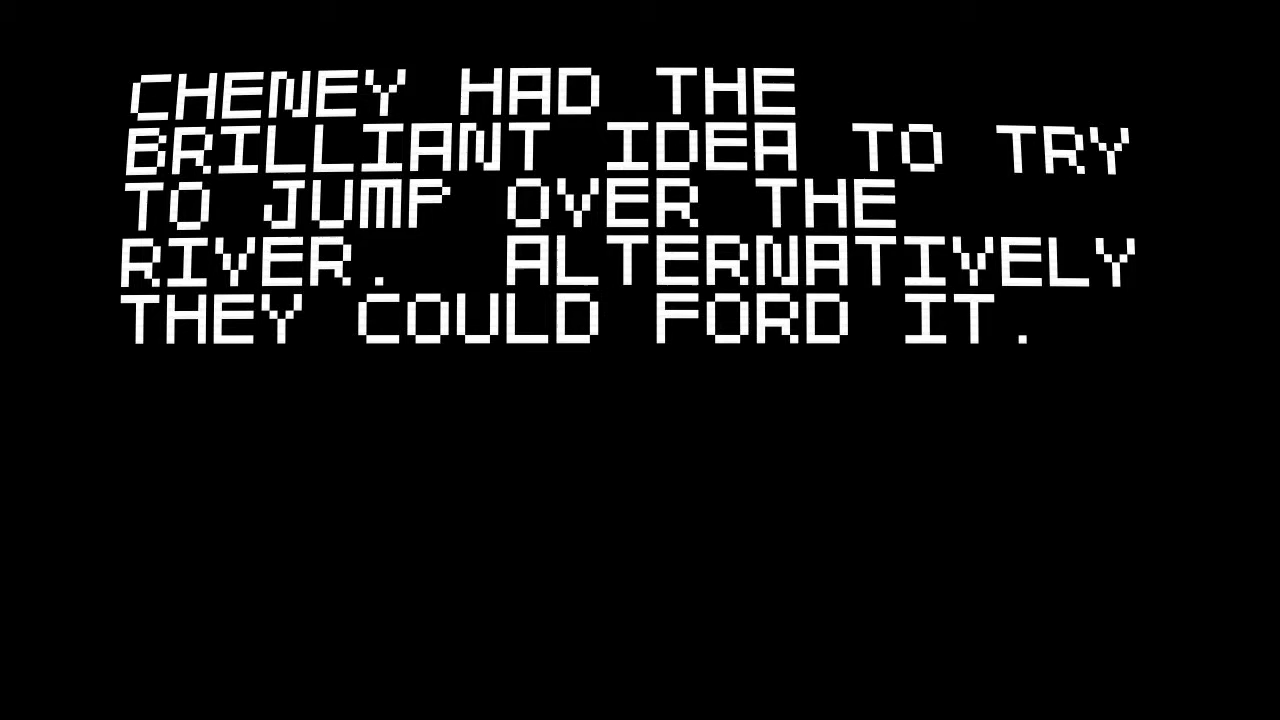 CHENEY HAD THE
BRILLIANT IDEA TO TRY
TO JUMP OVER THE
RIVER.  ALTERNATIVELY
THEY COULD FORD IT.